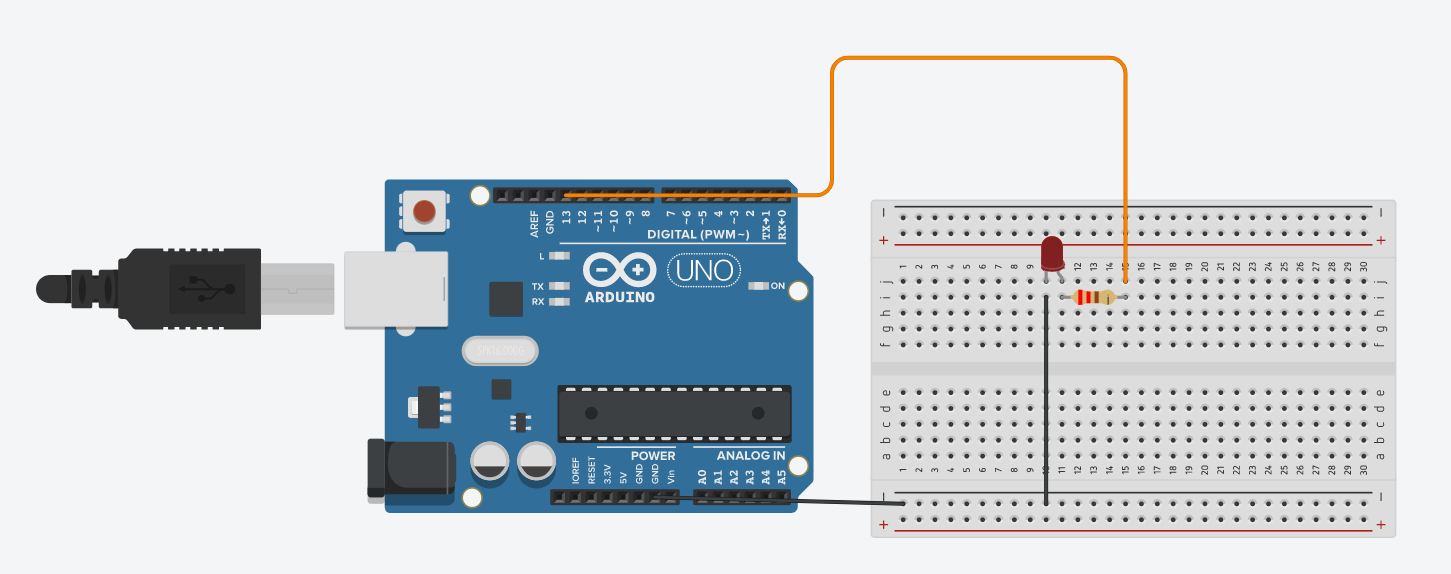 AREF
GND
13
12
~11
~10
~9
8
7
~6
~5
4
~3
2
TX→1
RX←0
DIGITAL (PWM~)
L
TX
RX
ARDUINO
UNO
ON
SPK16.000G
POWER
ANALOG IN
IOREF
RESET
3.3V
5V
GND
GND
Vin
A0
A1
A2
A3
A4
A5
− −
+ +
1 2 3 4 5 6 7 8 9 12 13 14 15 16 17 18 19 20 21 22 23 24 25 26 27 28 29 30
j j
i i
h h
g g
f f
e e
d d
c c
b b
a a
1 2 3 4 5 6 7 8 9 10 11 12 13 14 15 16 17 18 19 20 21 22 23 24 25 26 27 28 29 30
− −
+ +